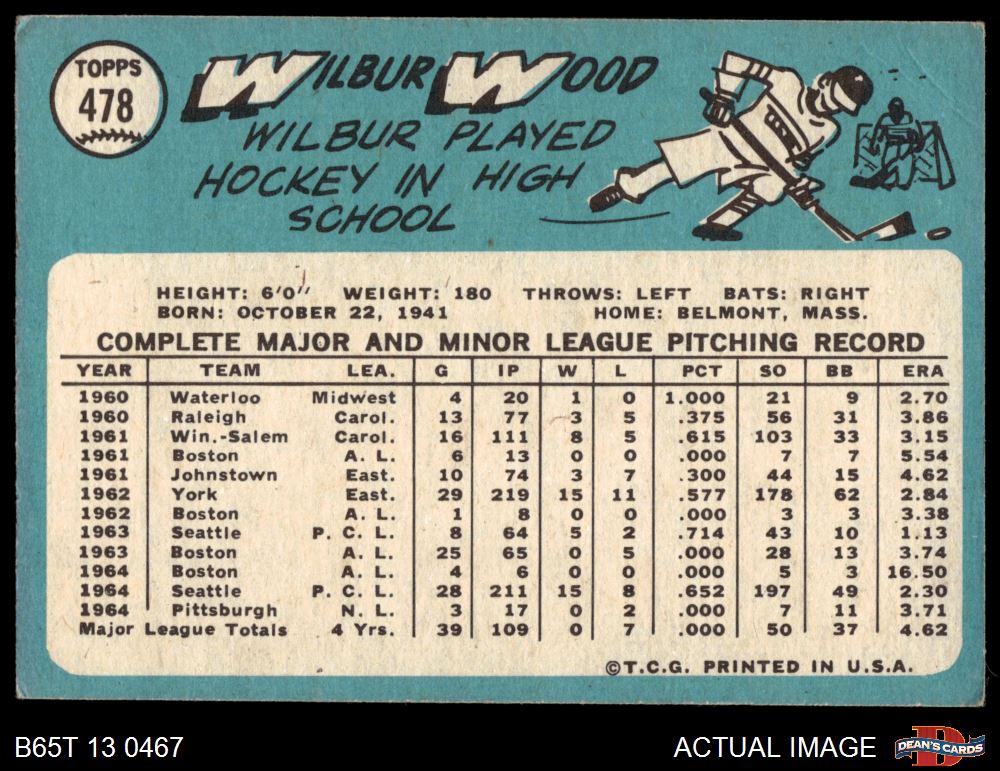 TOPPS
478
WILBUR WOOD
WILBUR PLAYED
HOCKEY IN HIGH
SCHOOL
HEIGHT: 6'0" WEIGHT: 180 THROWS: LEFT BATS: RIGHT
BORN: OCTOBER 22, 1941 HOME: BELMONT, MASS.
COMPLETE MAJOR AND MINOR LEAGUE PITCHING RECORD
YEAR TEAM LEA. G IP W L PCT SO BB ERA
1960 Waterloo Midwest 4 20 1 0 1.000 21 9 2.70
1960 Raleigh Carol. 13 77 3 5 .375 56 31 3.86
1961 Win.-Salem Carol. 16 111 8 5 .615 103 33 3.15
1961 Boston A. L. 6 13 0 0 .000 7 7 5.54
1961 Johnstown East. 10 74 3 7 .300 44 15 4.62
1962 York East. 29 219 15 11 .577 178 62 2.84
1962 Boston A. L. 1 8 0 0 .000 3 3 3.38
1963 Seattle P. C. L. 8 64 5 2 .714 43 10 1.13
1963 Boston A. L. 25 65 0 5 .000 28 13 3.74
1964 Boston A. L. 4 6 0 0 .000 5 3 16.50
1964 Seattle P. C. L. 28 211 15 8 .652 197 49 2.30
1964 Pittsburgh N. L. 3 17 0 2 .000 7 11 3.71
Major League Totals 4 Yrs. 39 109 0 7 .000 50 37 4.62
©T.C.G. PRINTED IN U.S.A.
B65T 13 0467 ACTUAL IMAGE D DEAN'S CARDS